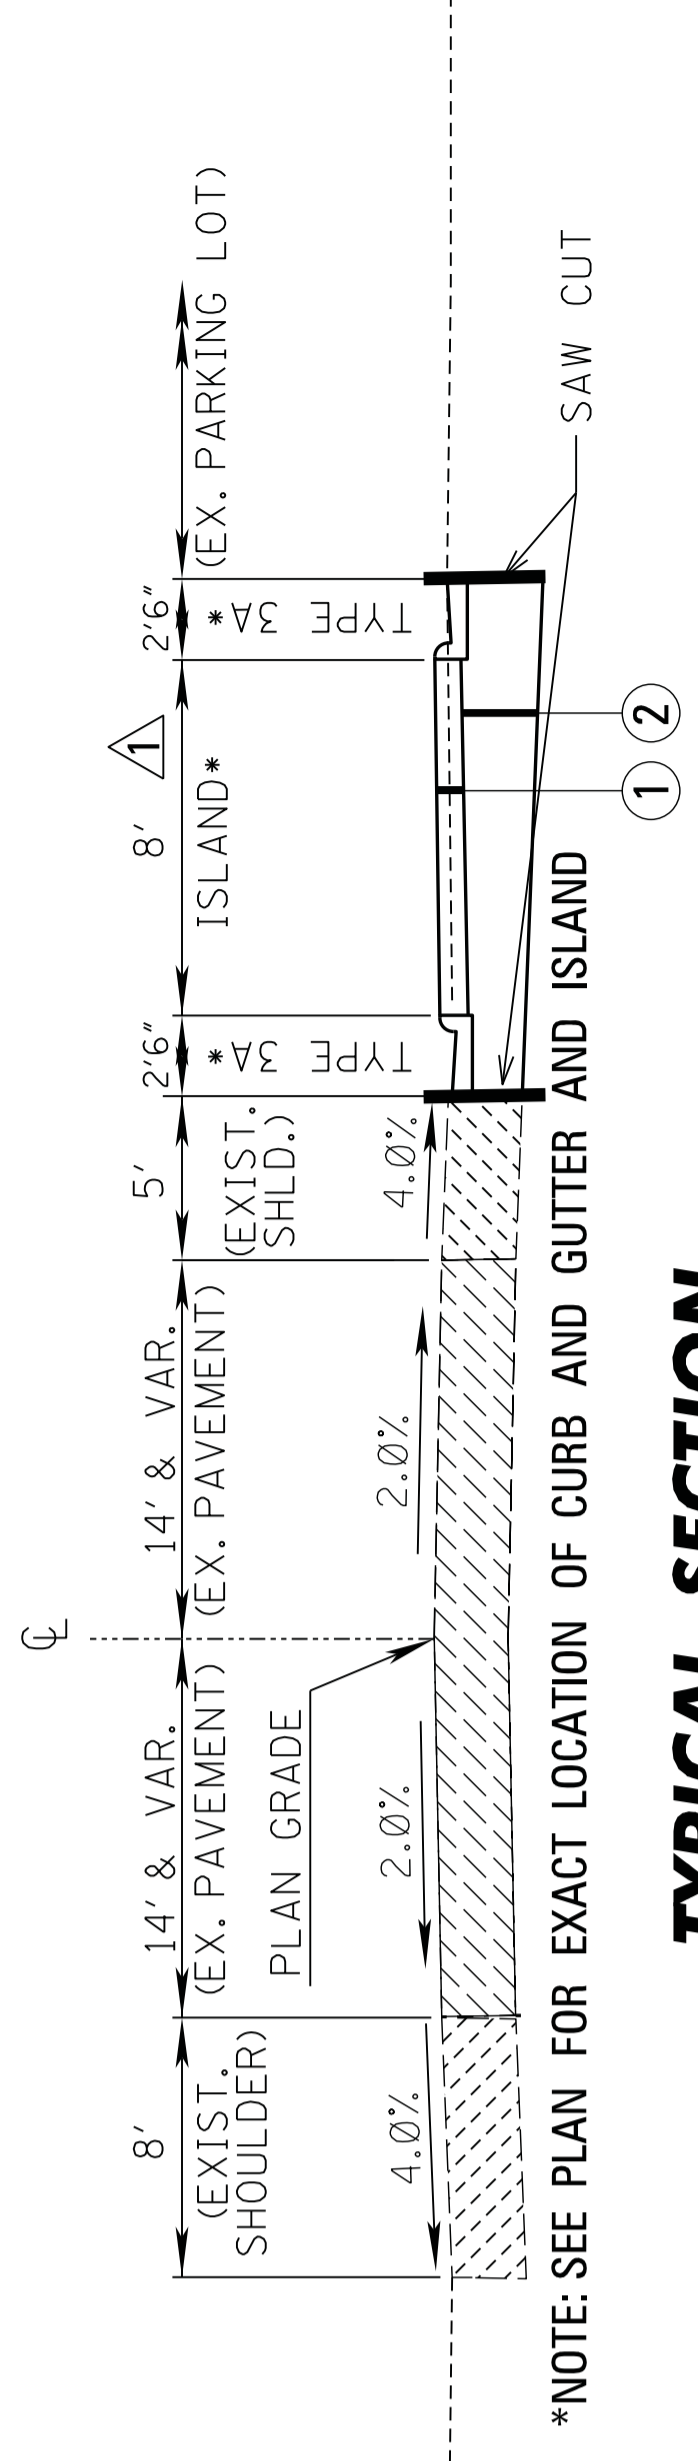 ℄
8'
14' & VAR.
14' & VAR.
5'
2'6"
8'
1
2'6"
(EXIST.
SHOULDER)
(EX. PAVEMENT)
(EX. PAVEMENT)
(EXIST.
SHLD.)
TYPE 3A*
ISLAND*
TYPE 3A*
(EX. PARKING LOT)
PLAN GRADE
4.0%
2.0%
2.0%
4.0%
SAW CUT
1
2
*NOTE: SEE PLAN FOR EXACT LOCATION OF CURB AND GUTTER AND ISLAND
TYPICAL SECTION